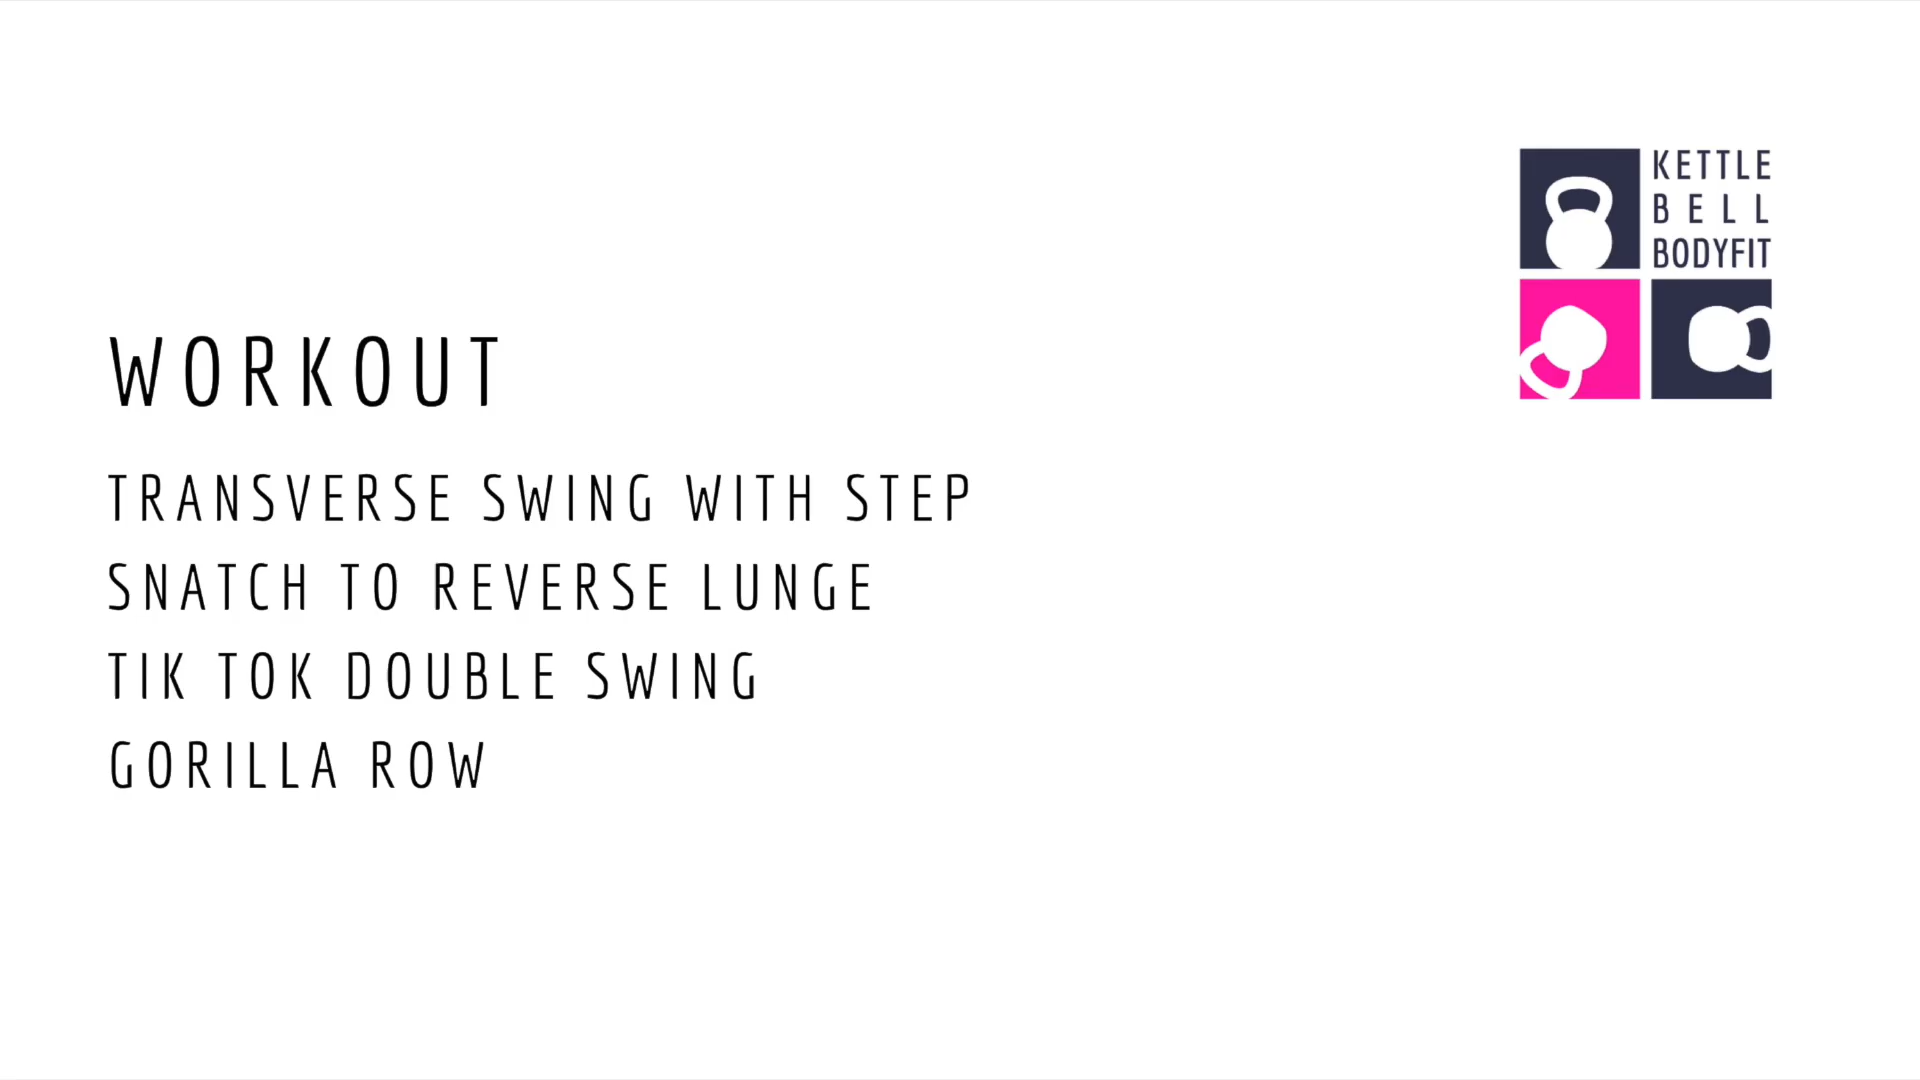 KETTLE
BELL
BODYFIT
WORKOUT
TRANSVERSE SWING WITH STEP
SNATCH TO REVERSE LUNGE
TIK TOK DOUBLE SWING
GORILLA ROW